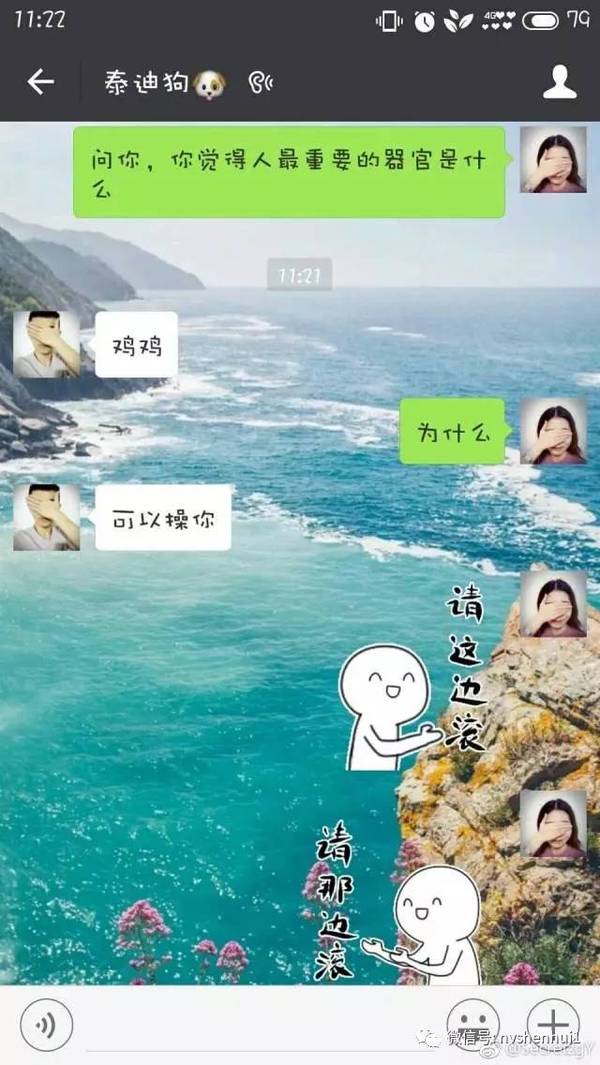 11:22
4G
79
泰迪狗
问你，你觉得人最重要的器官是什
么
11:21
鸡鸡
为什么
可以操你
请这边滚
请那边滚
微信号: nvshenhui1